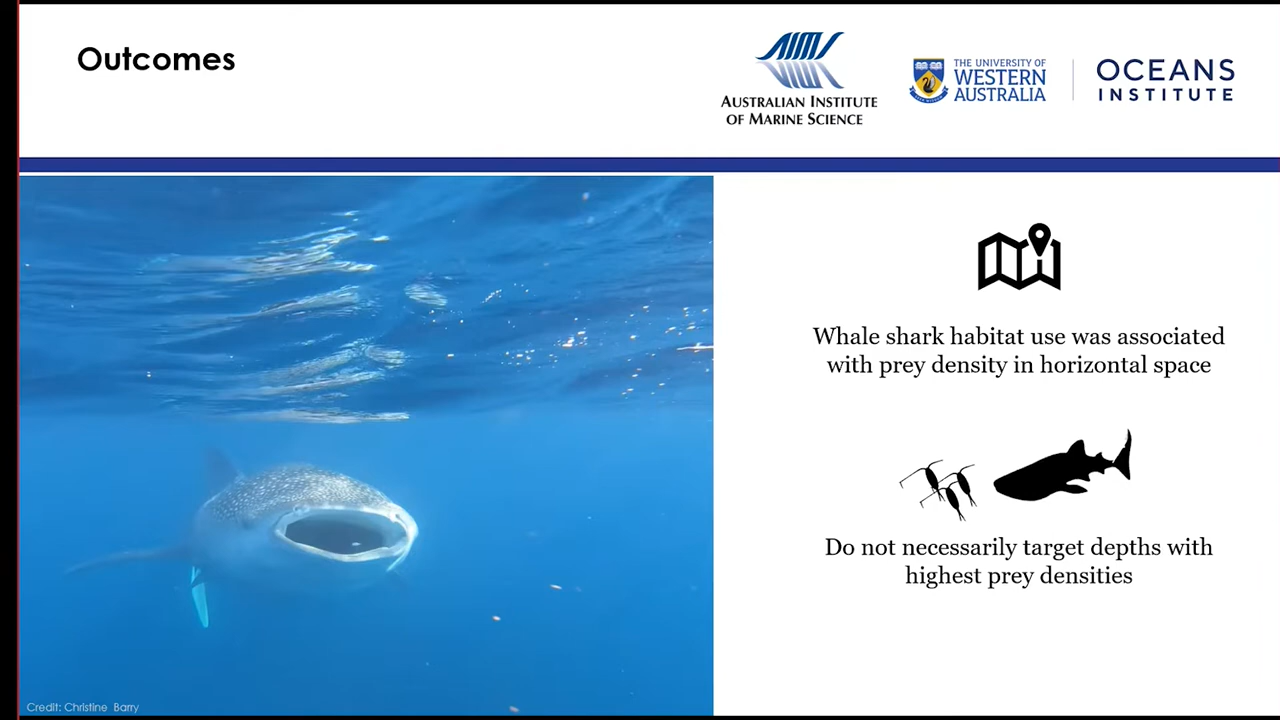 Outcomes
AIMS
AUSTRALIAN INSTITUTE
OF MARINE SCIENCE
THE UNIVERSITY OF
WESTERN
AUSTRALIA
OCEANS
INSTITUTE
Whale shark habitat use was associated
with prey density in horizontal space
Do not necessarily target depths with
highest prey densities
Credit: Christine Barry